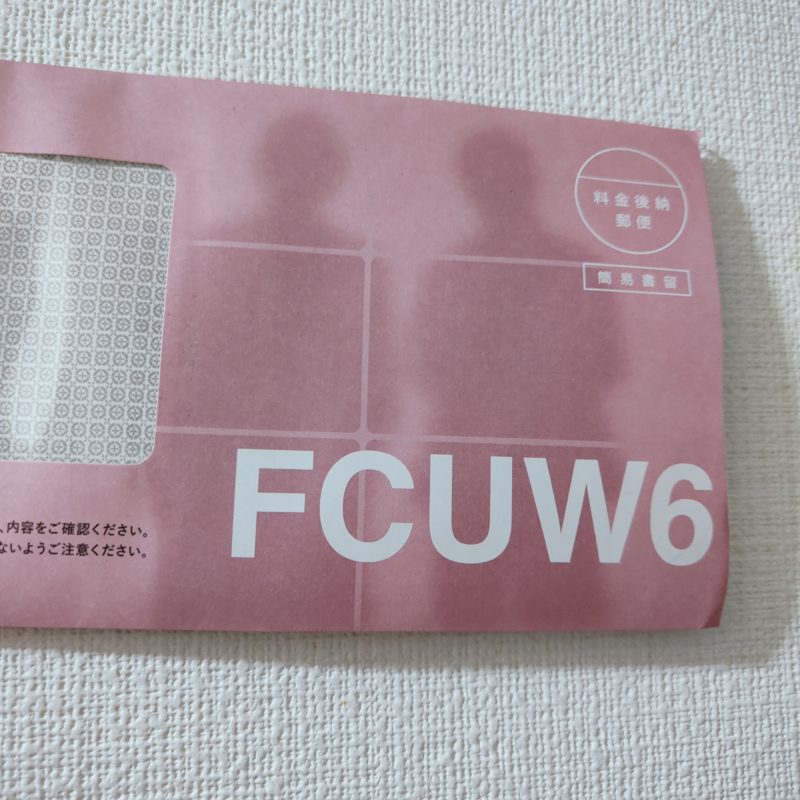 料金後納
郵便
簡易書留
FCUW6
、内容をご確認ください。
ないようご注意ください。